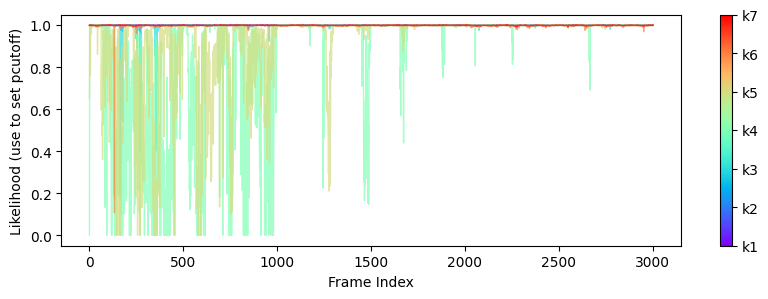 Likelihood (use to set pcutoff)
1.0
0.8
0.6
0.4
0.2
0.0
0
500
1000
1500
2000
2500
3000
Frame Index
k7
k6
k5
k4
k3
k2
k1